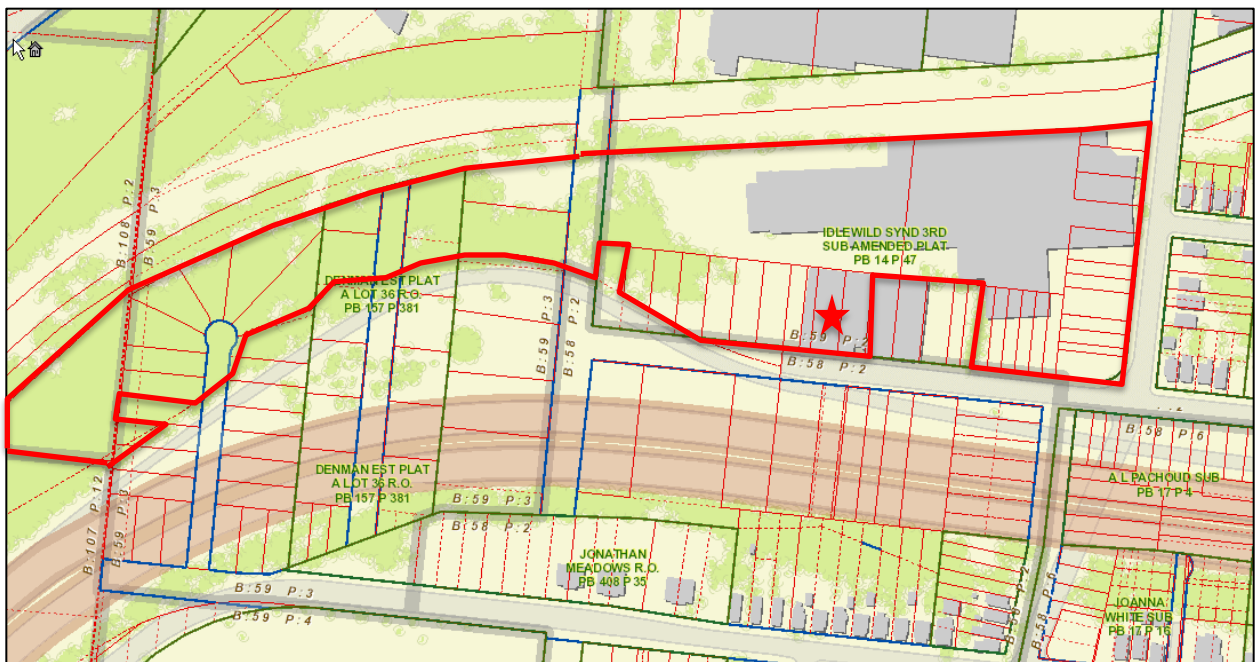 B:108 P:2
B:59 P:3
IDLEWILD SYND 3RD
SUB AMENDED PLAT
PB 14 P 47
DENMAN EST PLAT
A LOT 36 R.O.
PB 157 P 381
B:59 P:3
B:58 P:2
B:59 P:2
B:58 P:2
B:58 P:6
A L PACHOUD SUB
PB 17 P 4
DENMAN EST PLAT
A LOT 36 R.O.
PB 157 P 381
B:107 P:12
B:59 P:3
B:59 P:3
B:58 P:2
JONATHAN
MEADOWS R.O.
PB 408 P 35
B:59 P:3
B:59 P:4
B:58 P:6
JOANNA
WHITE SUB
PB 17 P 16